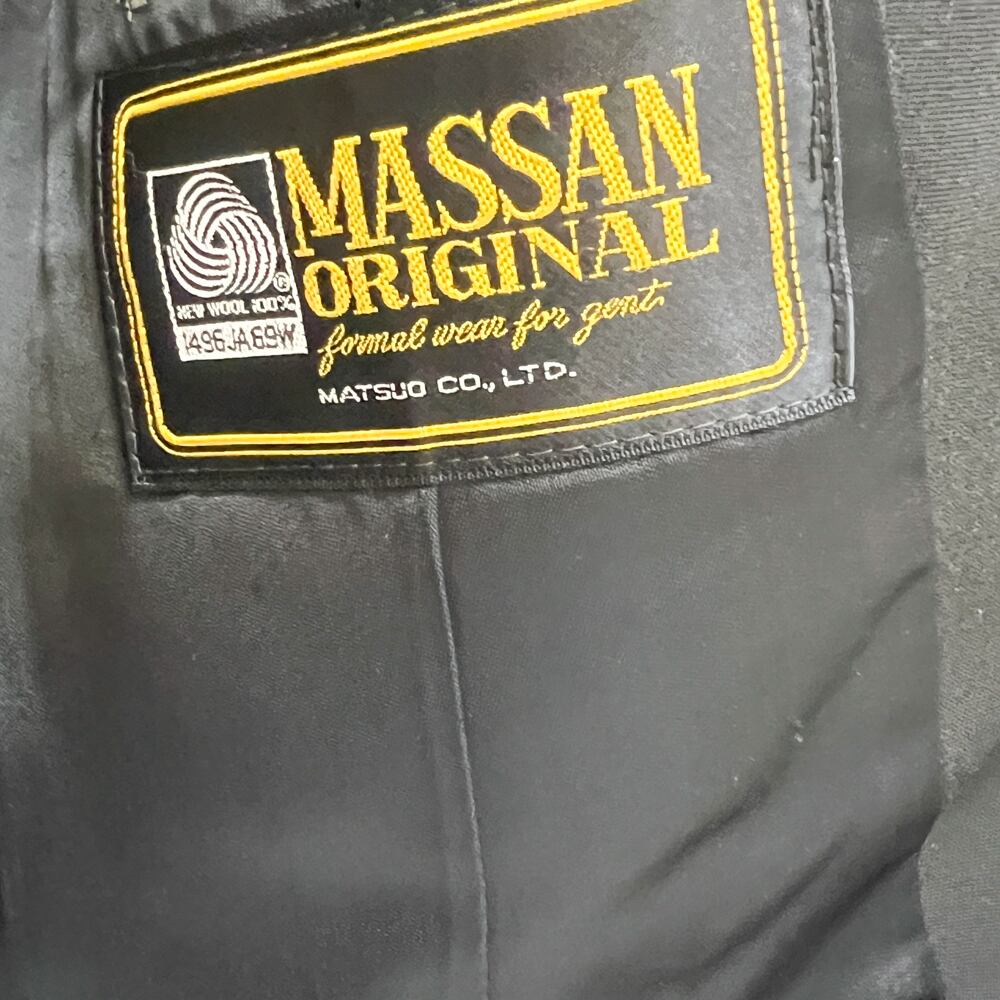 MASSAN
ORIGINAL
formal wear for gent
MATSUO CO., LTD.
®
NEW WOOL 100%
1496JA69W